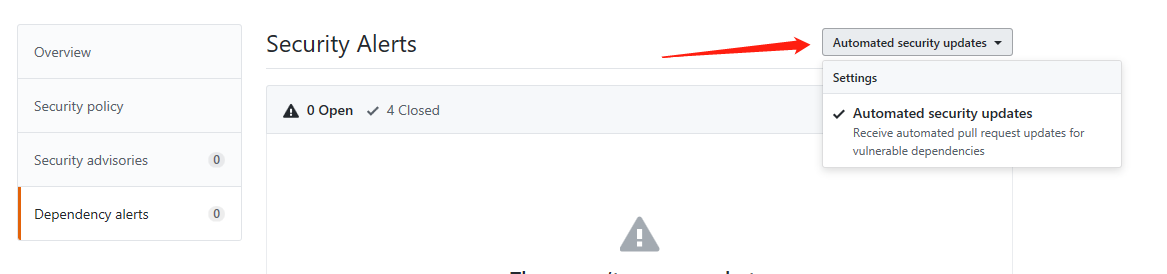 Overview
Security policy
Security advisories 0
Dependency alerts 0
Security Alerts
Automated security updates
0 Open 4 Closed
Settings
Automated security updates
Receive automated pull request updates for
vulnerable dependencies